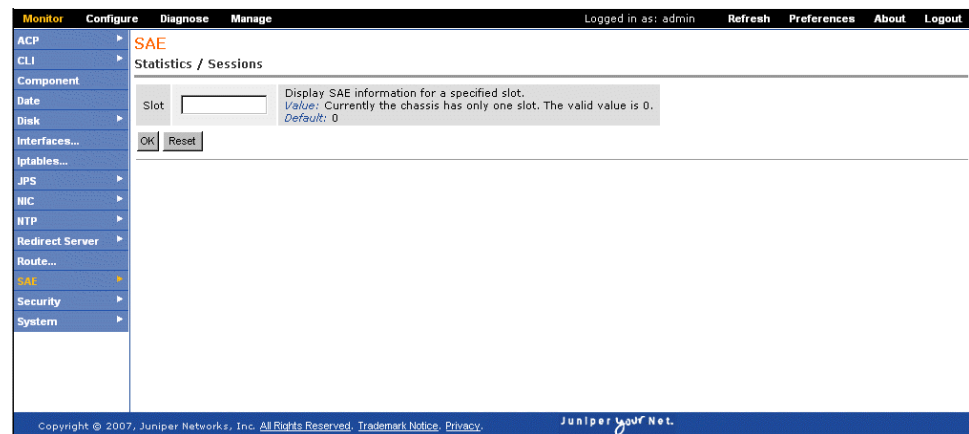 Monitor Configure Diagnose Manage Logged in as: admin Refresh Preferences About Logout
ACP
CLI
Component
Date
Disk
Interfaces...
Iptables...
JPS
NIC
NTP
Redirect Server
Route...
SAE
Security
System
SAE
Statistics / Sessions
Slot
Display SAE information for a specified slot.
Value: Currently the chassis has only one slot. The valid value is 0.
Default: 0
OK Reset
Copyright © 2007, Juniper Networks, Inc. All Rights Reserved. Trademark Notice. Privacy.
Juniper your Net.